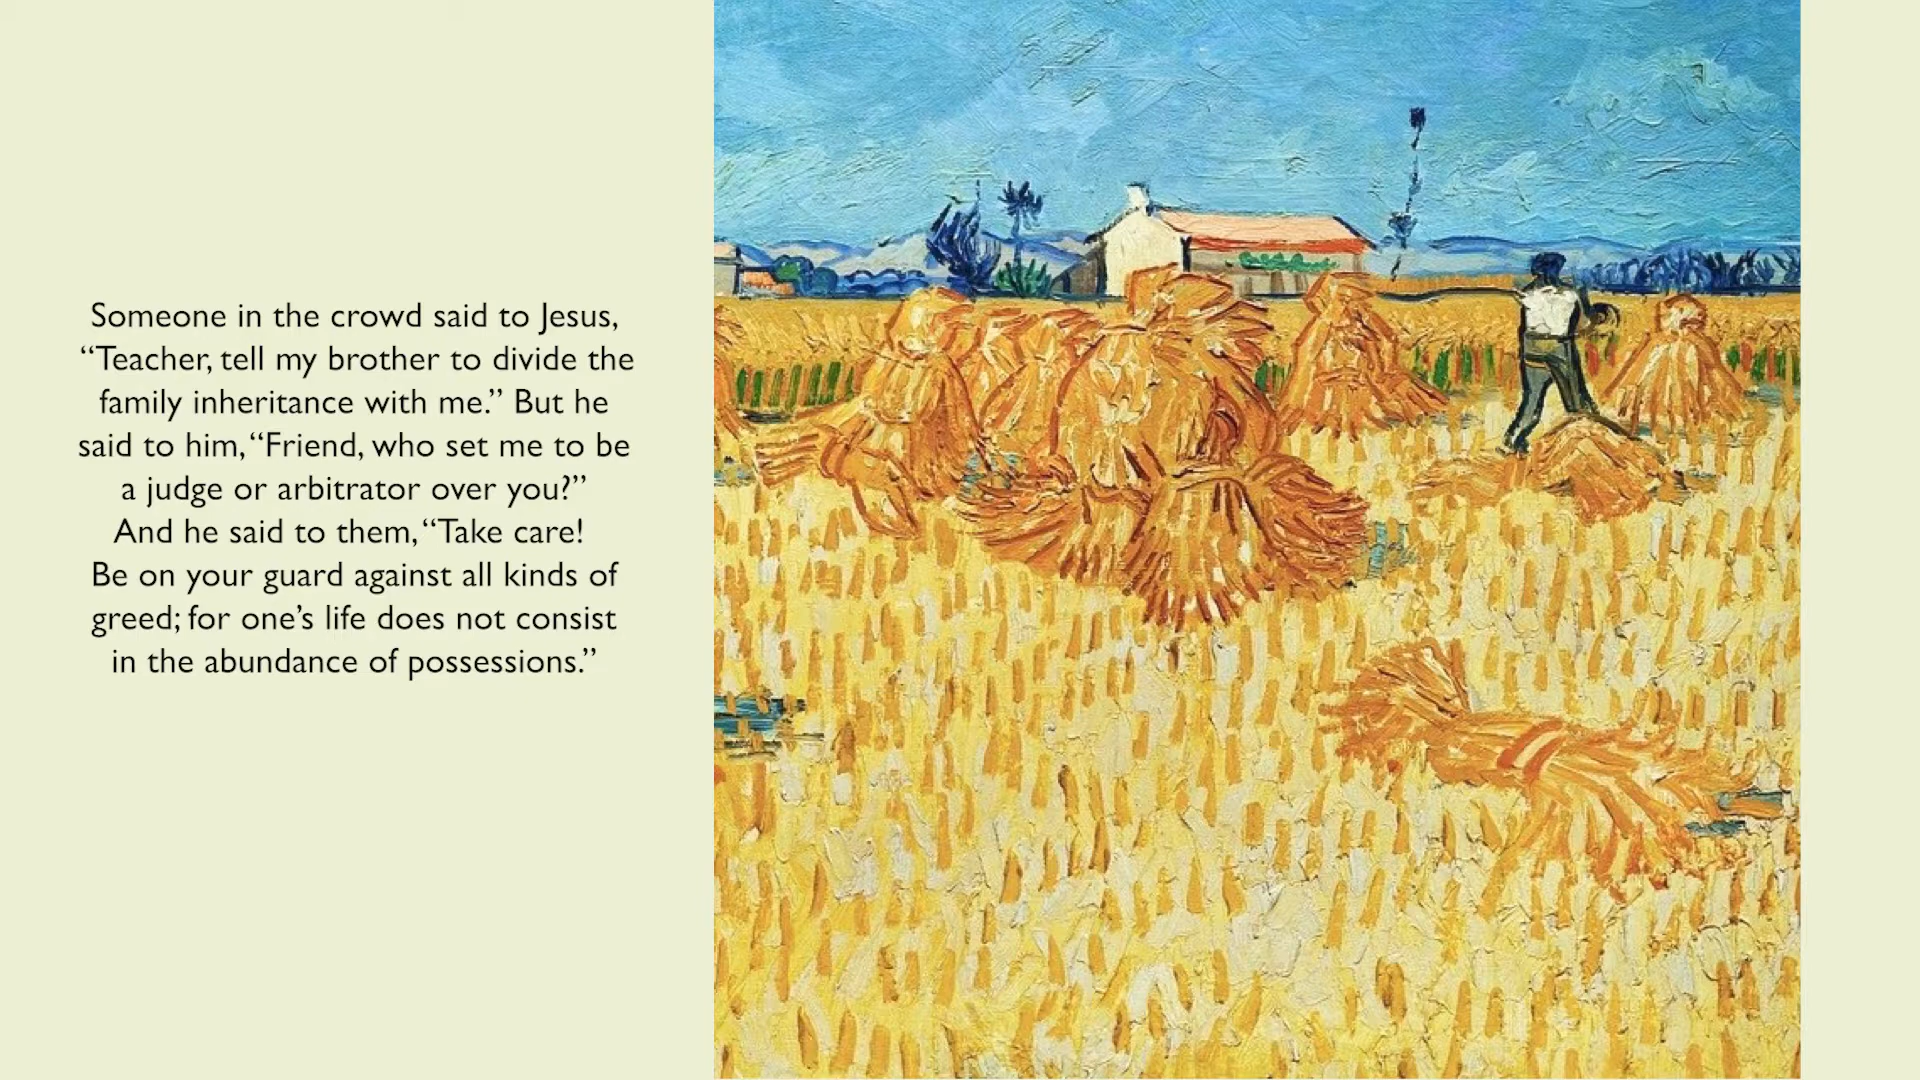 Someone in the crowd said to Jesus,
“Teacher, tell my brother to divide the
family inheritance with me.” But he
said to him, “Friend, who set me to be
a judge or arbitrator over you?”
And he said to them, “Take care!
Be on your guard against all kinds of
greed; for one’s life does not consist
in the abundance of possessions.”